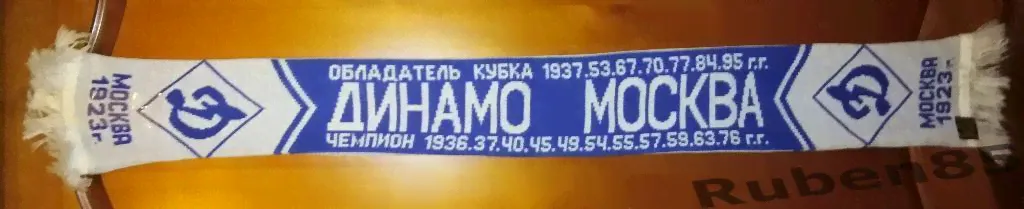 МОСКВА
1923г.
ОБЛАДАТЕЛЬ КУБКА 1937.53.67.70.77.84.95 г.г.
ДИНАМО МОСКВА
ЧЕМПИОН 1936.37.40.45.49.54.55.57.59.63.76 г.г.
МОСКВА
1923г.
Ruben85